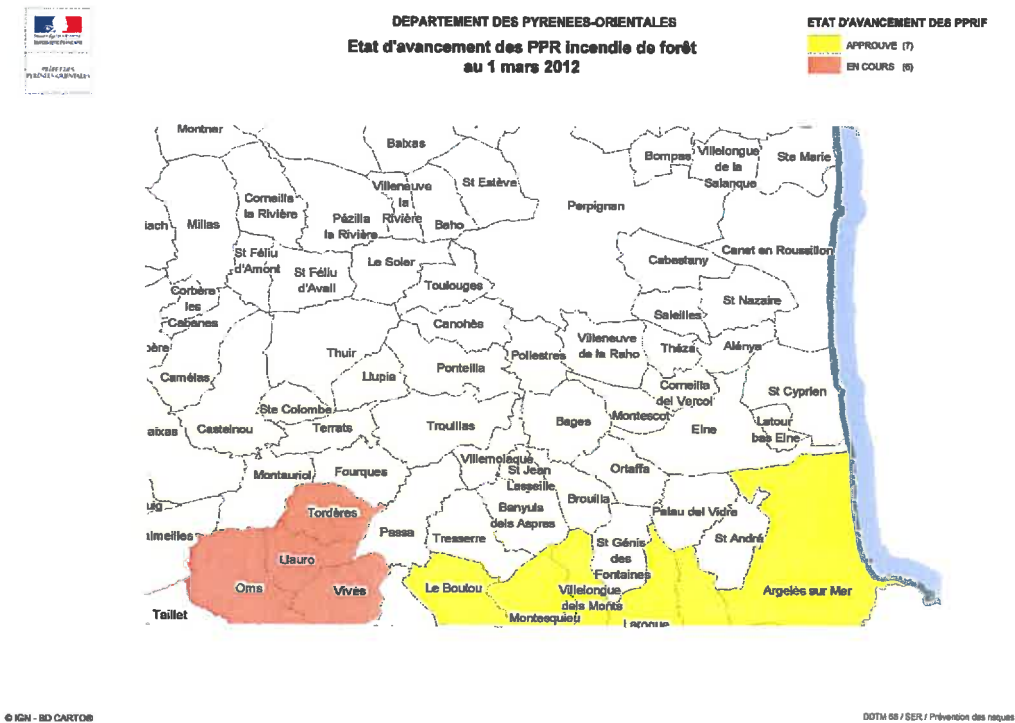 DEPARTEMENT DES PYRENEES-ORIENTALES
Etat d'avancement des PPR incendie de forêt
au 1 mars 2012
ETAT D'AVANCEMENT DES PPRIF
APPROUVE (7)
EN COURS (6)
Montner
Baixas
Bompas
Villelongue
de la
Salanque
Ste Marie
Villeneuve
la
Rivière
St Estève
Corneilla
la Rivière
Perpignan
Millas
Pézilla
la Rivière
Baho
St Féliu
d'Amont
St Féliu
d'Avall
Le Soler
Toulouges
Cabestany
Canet en Roussillon
Corbère
les
Cabanes
St Nazaire
Saleilles
Canohès
Camélas
Thuir
Llupia
Ponteilla
Pollestres
Villeneuve
de la Raho
Théza
Alénya
Corneilla
del Vercol
St Cyprien
Ste Colombe
Terrats
Castelnou
Trouillas
Bages
Montescot
Elne
Latour
bas Elne
Montauriol
Fourques
Villemolaque
St Jean
Lasseille
Ortaffa
Brouilla
Banyuls
dels Aspres
Palau del Vidre
Tordères
Passa
Tresserre
St Génis
des
Fontaines
St André
Llauro
Oms
Vivès
Le Boulou
Villelongue
dels Monts
Argelès sur Mer
Taillet
Montesquieu
Laroque
© IGN - BD CARTO®
DDTM 66 / SER / Prévention des risques